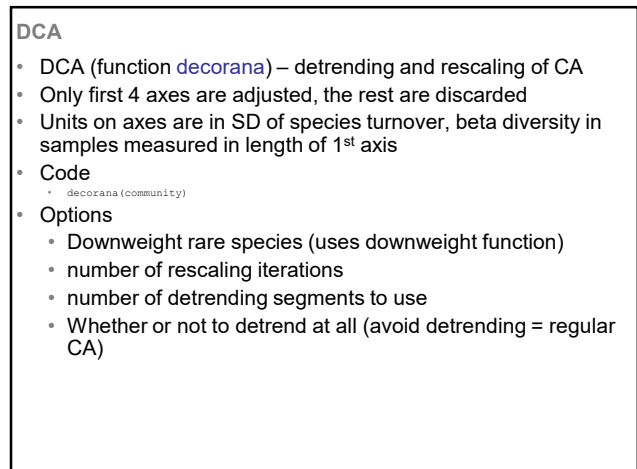 DCA
• DCA (function decorana) – detrending and rescaling of CA
• Only first 4 axes are adjusted, the rest are discarded
• Units on axes are in SD of species turnover, beta diversity in
samples measured in length of 1st axis
• Code
• decorana(community)
• Options
• Downweight rare species (uses downweight function)
• number of rescaling iterations
• number of detrending segments to use
• Whether or not to detrend at all (avoid detrending = regular
CA)